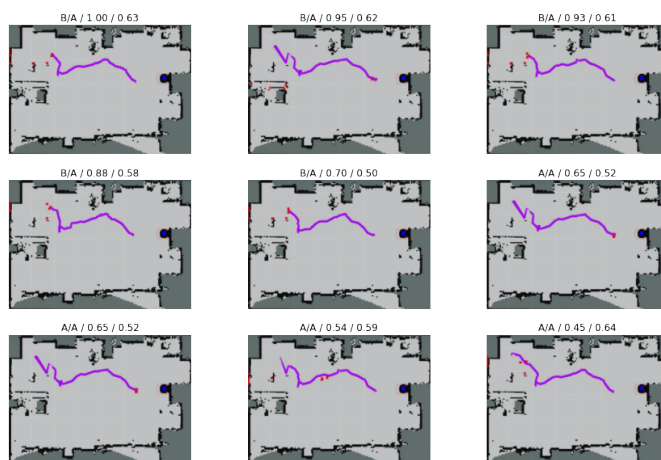 B/A / 1.00 / 0.63
B/A / 0.95 / 0.62
B/A / 0.93 / 0.61
B/A / 0.88 / 0.58
B/A / 0.70 / 0.50
A/A / 0.65 / 0.52
A/A / 0.65 / 0.52
A/A / 0.54 / 0.59
A/A / 0.45 / 0.64